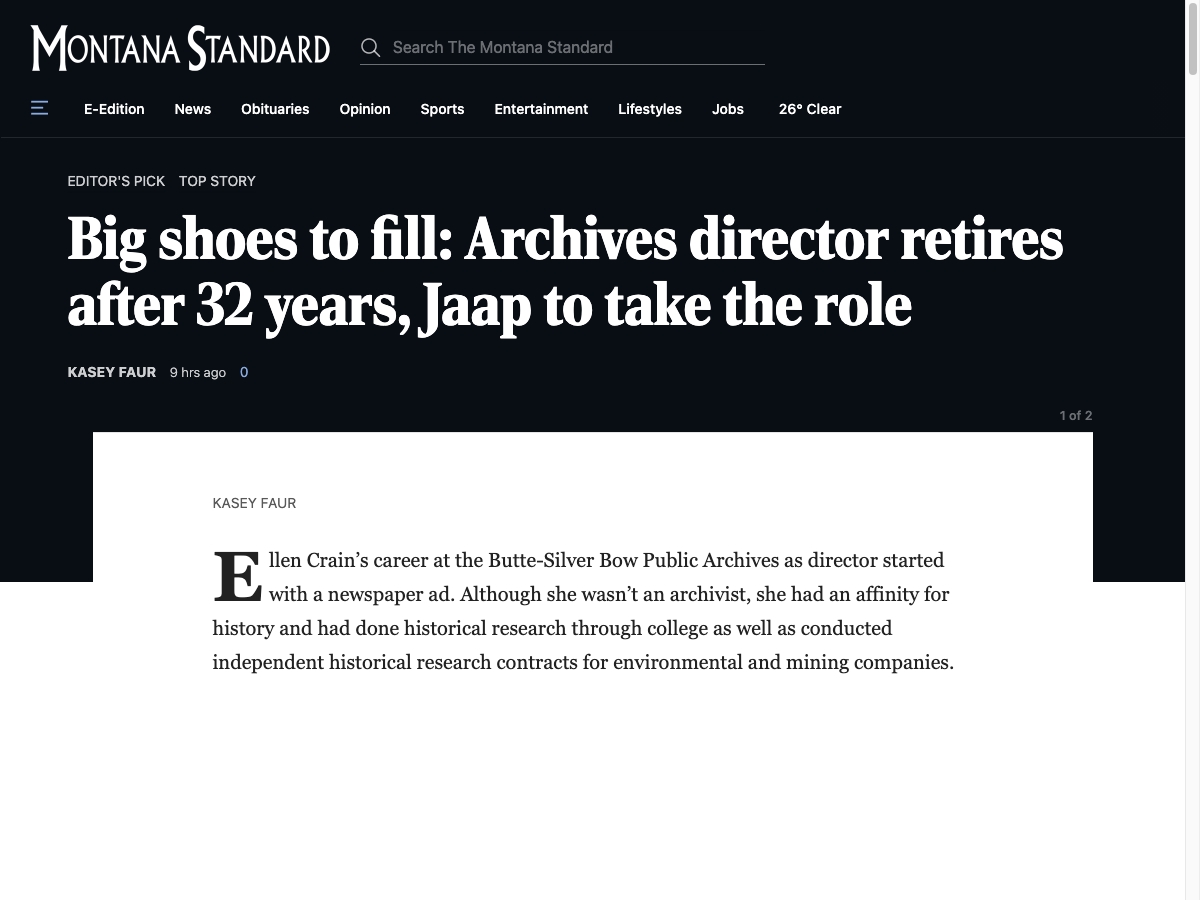 MONTANA STANDARD
Search The Montana Standard
E-Edition News Obituaries Opinion Sports Entertainment Lifestyles Jobs 26° Clear
EDITOR'S PICK TOP STORY
Big shoes to fill: Archives director retires
after 32 years, Jaap to take the role
KASEY FAUR 9 hrs ago 0
1 of 2
KASEY FAUR
Ellen Crain’s career at the Butte-Silver Bow Public Archives as director started
with a newspaper ad. Although she wasn’t an archivist, she had an affinity for
history and had done historical research through college as well as conducted
independent historical research contracts for environmental and mining companies.